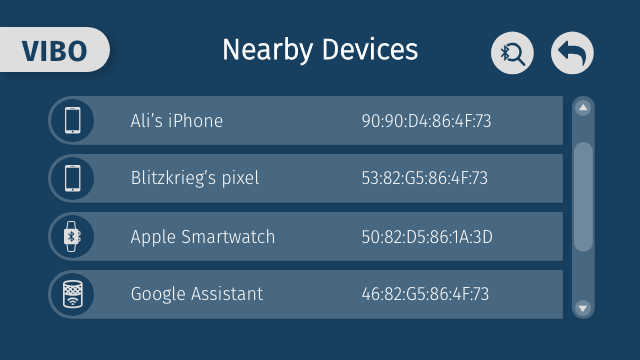 VIBO
Nearby Devices
Ali's iPhone 90:90:D4:86:4F:73
Blitzkrieg's pixel 53:82:G5:86:4F:73
Apple Smartwatch 50:82:D5:86:1A:3D
Google Assistant 46:82:G5:86:4F:73